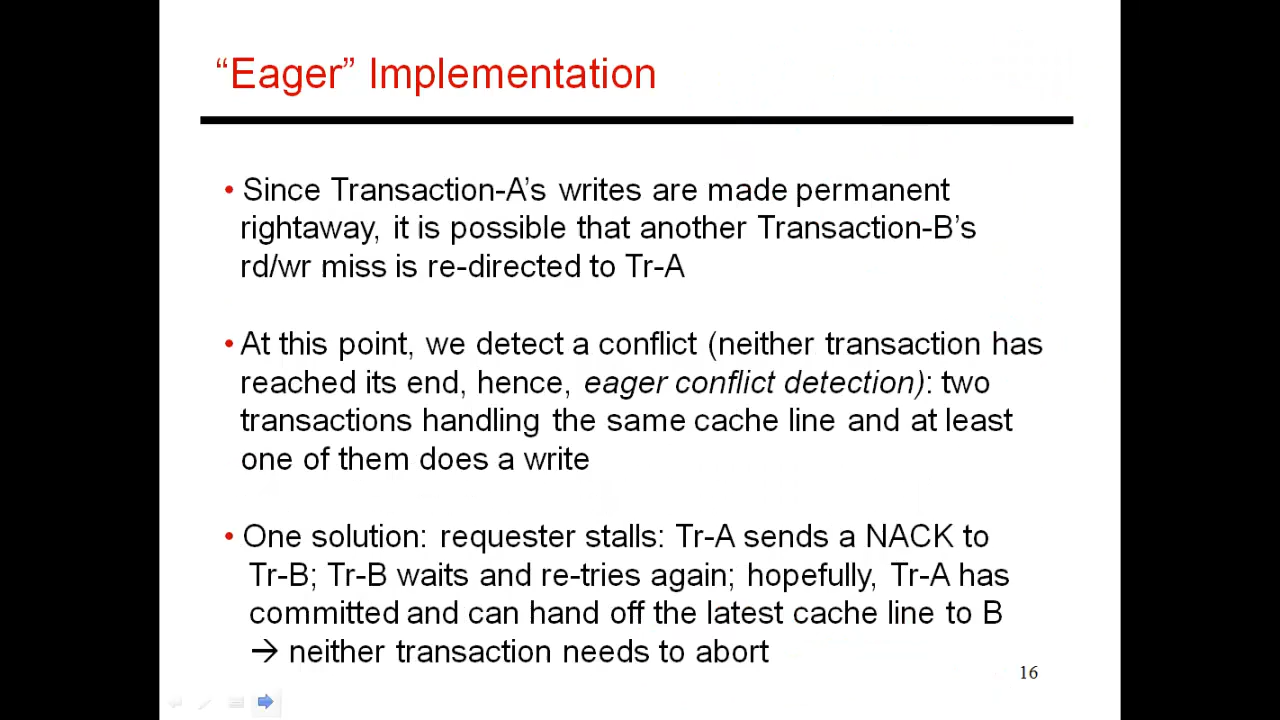 “Eager” Implementation
• Since Transaction-A’s writes are made permanent
rightaway, it is possible that another Transaction-B’s
rd/wr miss is re-directed to Tr-A
• At this point, we detect a conflict (neither transaction has
reached its end, hence, eager conflict detection): two
transactions handling the same cache line and at least
one of them does a write
• One solution: requester stalls: Tr-A sends a NACK to
Tr-B; Tr-B waits and re-tries again; hopefully, Tr-A has
committed and can hand off the latest cache line to B
→ neither transaction needs to abort
16